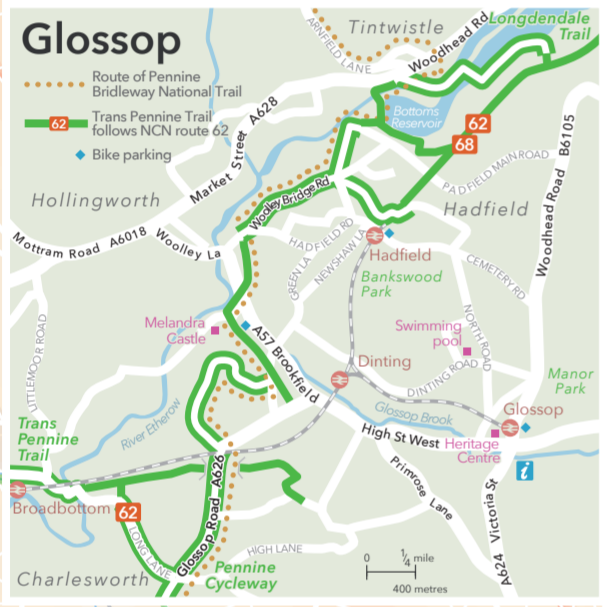 Glossop
Route of Pennine
Bridleway National Trail
62
Trans Pennine Trail
follows NCN route 62
Bike parking
ARNFIELD LANE
Tintwistle
Woodhead Rd
Longdendale
Trail
Bottoms
Reservoir
62
68
Market Street A628
PADFIELD MAIN ROAD
Woodhead Road B6105
Hollingworth
Woolley Bridge Rd
Hadfield
Mottram Road A6018
Woolley La
HADFIELD RD
Hadfield
GREEN LA
NEWSHAW LA
CEMETERY RD
Bankswood
Park
LITTLEMOOR ROAD
Melandra
Castle
A57 Brookfield
Swimming
pool
NORTH ROAD
Dinting
DINTING ROAD
Manor
Park
Glossop
Glossop Brook
River Etherow
High St West
Heritage
Centre
i
Trans
Pennine
Trail
Broadbottom
62
LONG LANE
Glossop Road A626
Primrose Lane
A624 Victoria St
HIGH LANE
Charlesworth
Pennine
Cycleway
0 1/4 mile
400 metres